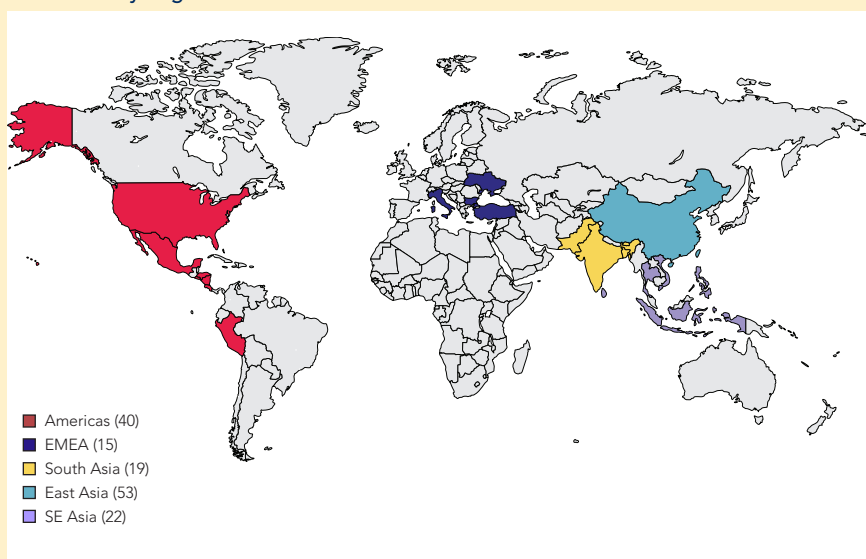 Americas (40)
EMEA (15)
South Asia (19)
East Asia (53)
SE Asia (22)